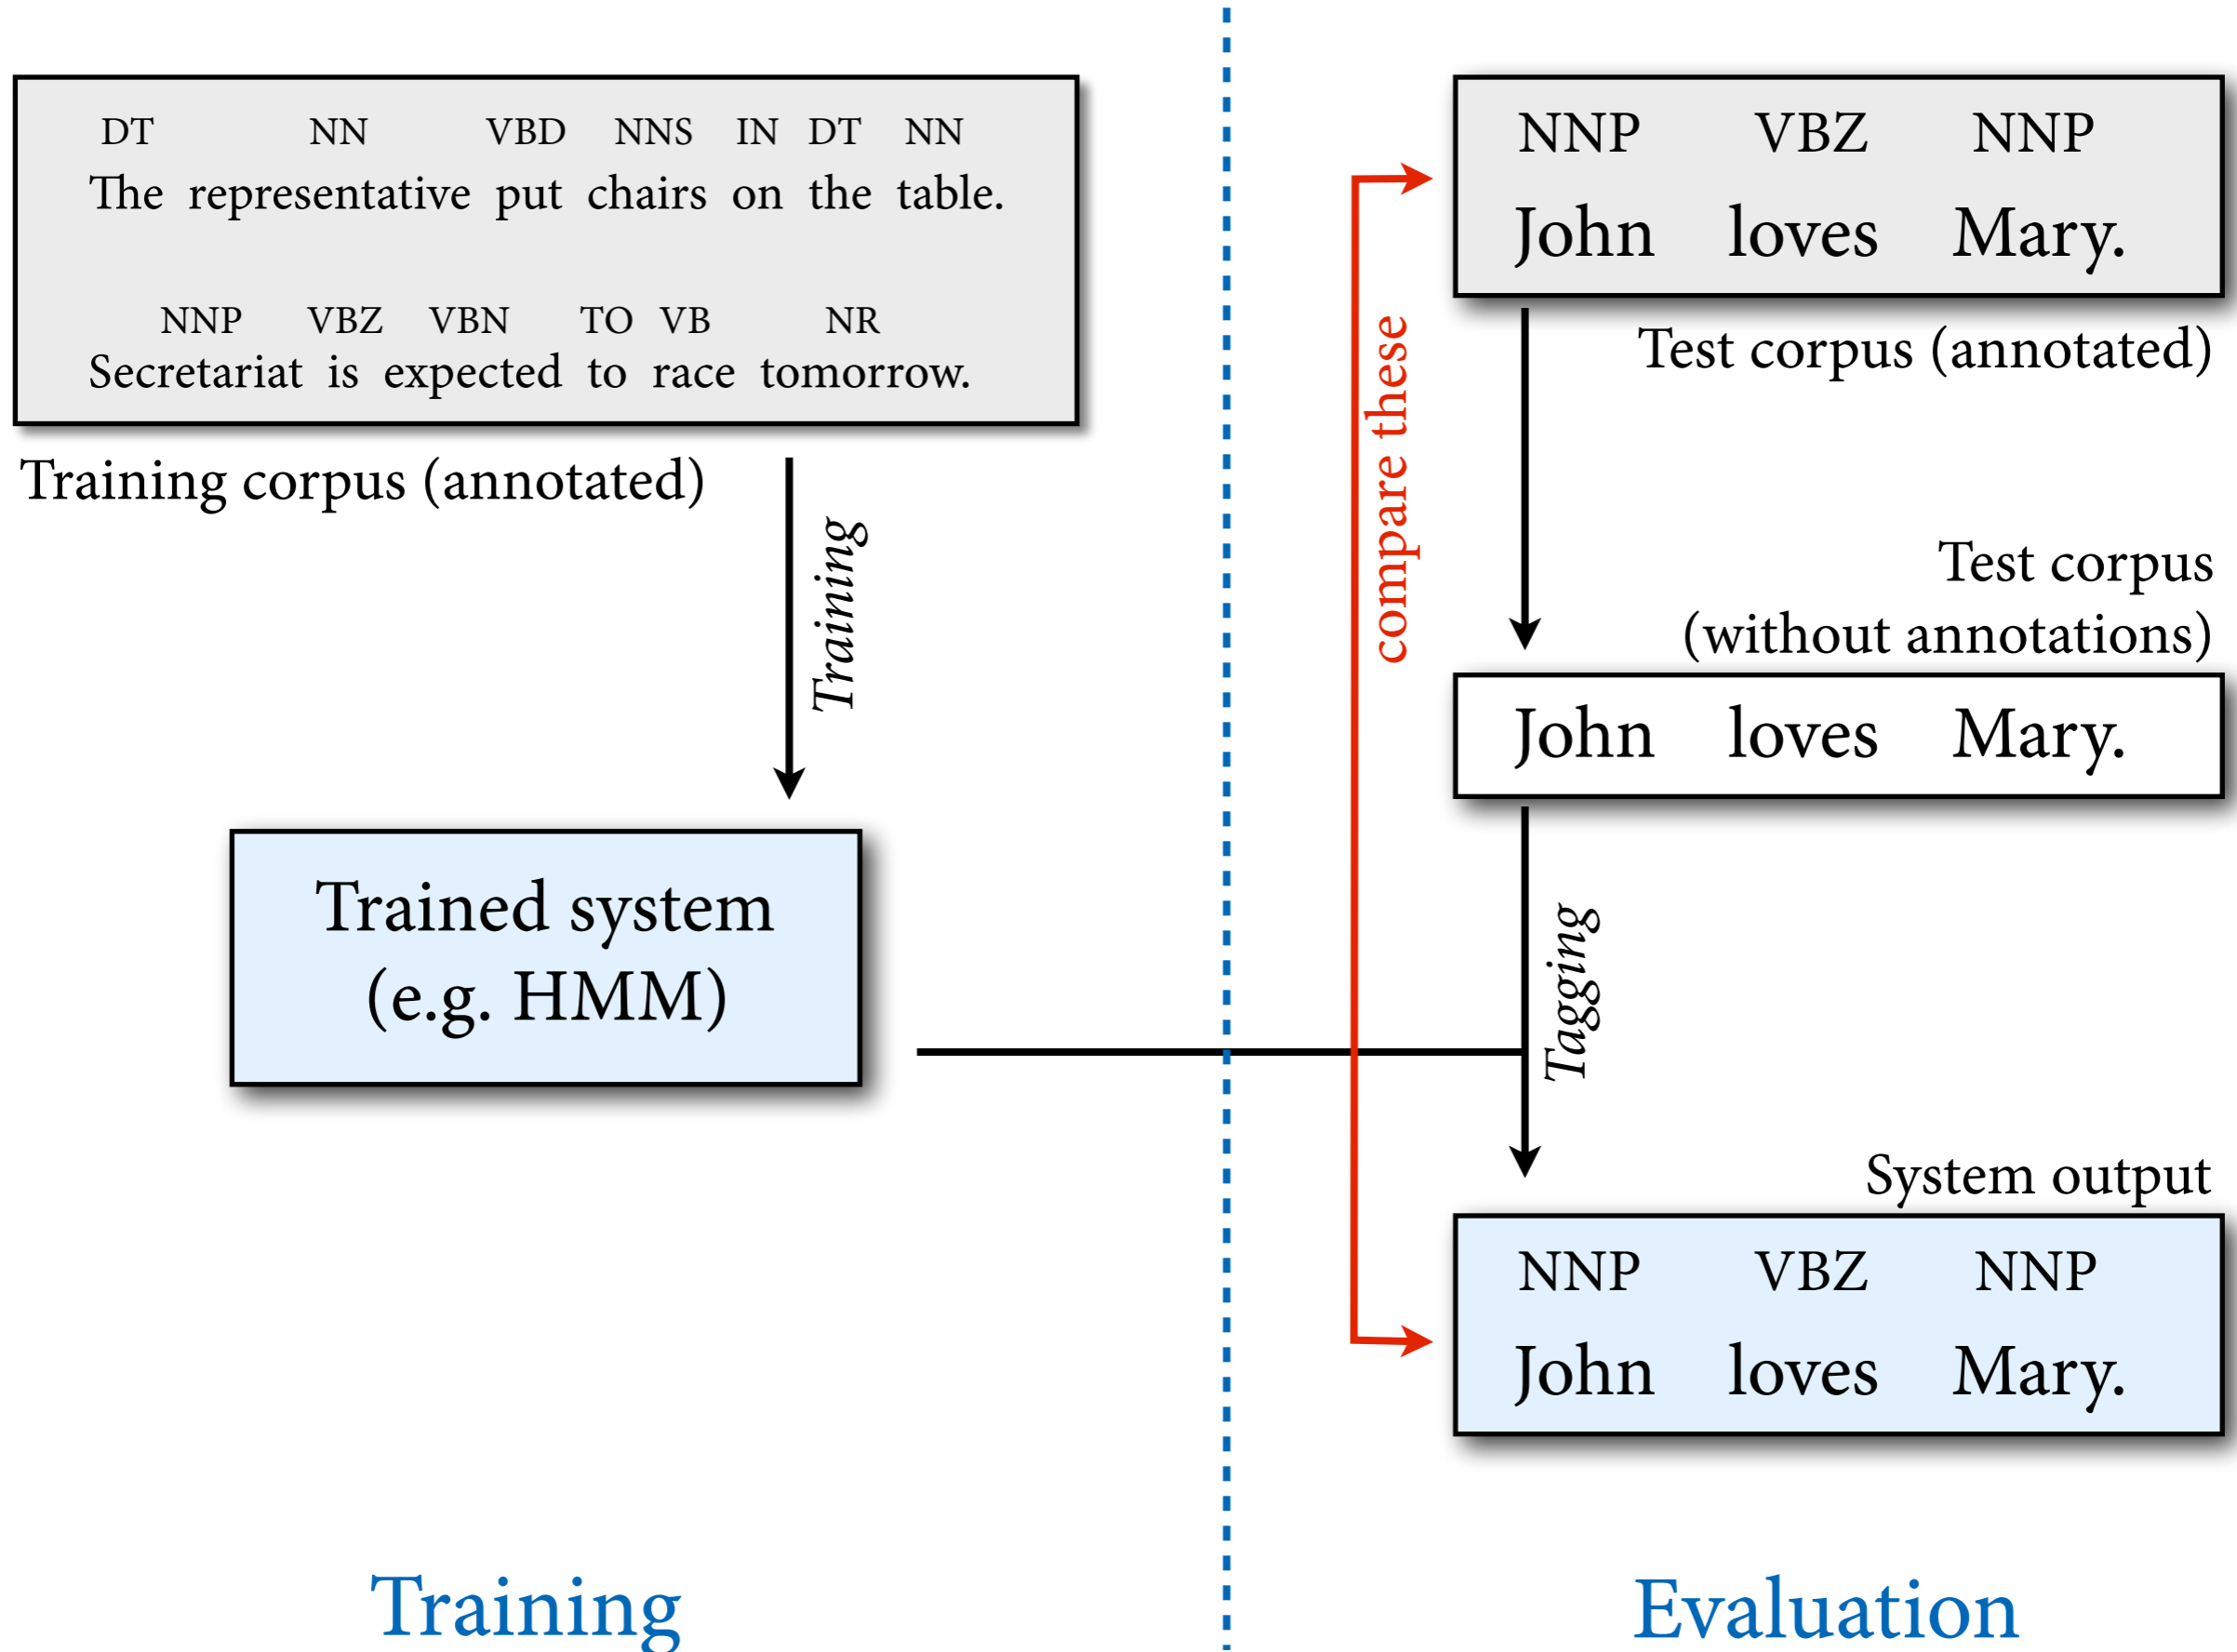 DT NN VBD NNS IN DT NN
The representative put chairs on the table.
NNP VBZ VBN TO VB NR
Secretariat is expected to race tomorrow.
Training corpus (annotated)
Training
Trained system
(e.g. HMM)
Training
NNP VBZ NNP
John loves Mary.
Test corpus (annotated)
compare these
Test corpus
(without annotations)
John loves Mary.
Tagging
System output
NNP VBZ NNP
John loves Mary.
Evaluation